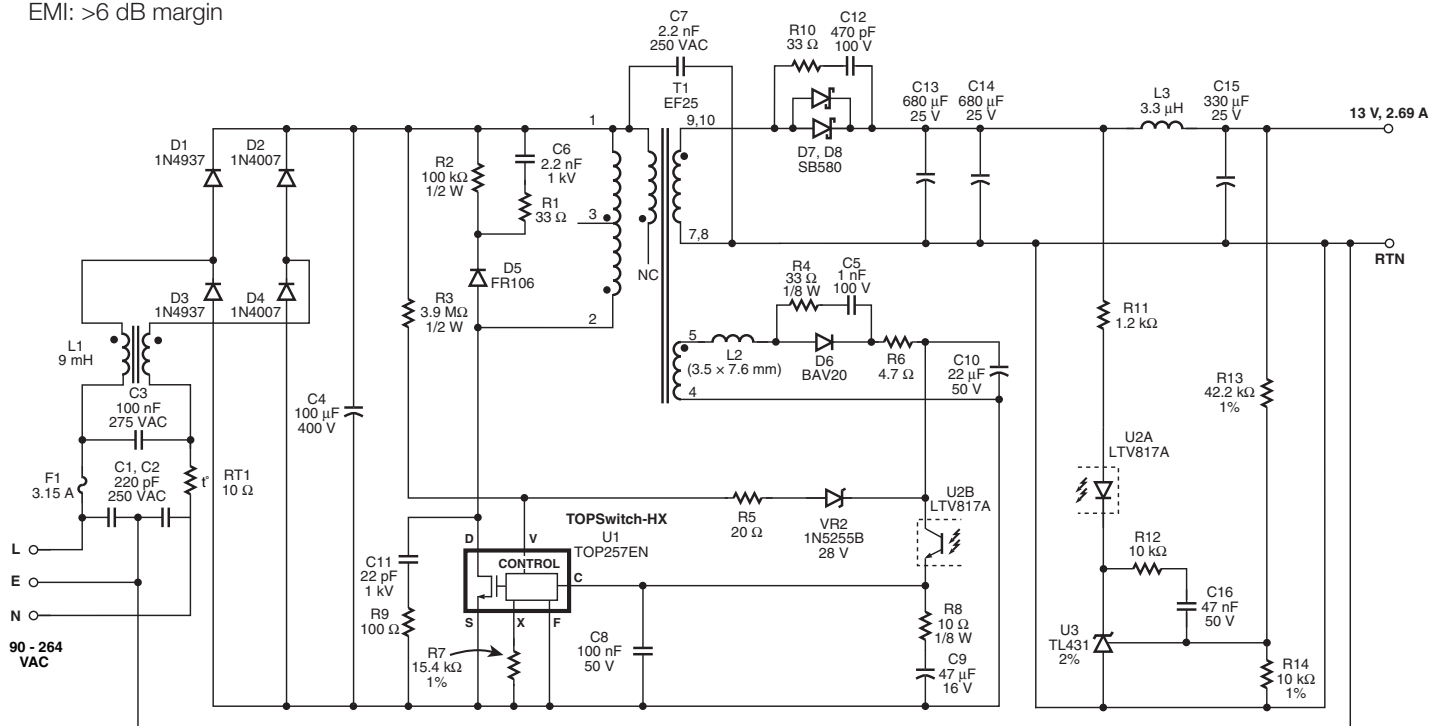 EMI: >6 dB margin
C7
2.2 nF
250 VAC
R10
33 Ω
C12
470 pF
100 V
T1
EF25
1
9,10
D7, D8
SB580
C13
680 µF
25 V
C14
680 µF
25 V
L3
3.3 µH
C15
330 µF
25 V
13 V, 2.69 A
D1
1N4937
D2
1N4007
R2
100 kΩ
1/2 W
C6
2.2 nF
1 kV
R1
33 Ω
3
7,8
RTN
NC
D5
FR106
2
R4
33 Ω
1/8 W
C5
1 nF
100 V
D3
1N4937
D4
1N4007
R3
3.9 MΩ
1/2 W
R11
1.2 kΩ
L1
9 mH
5
L2
(3.5 × 7.6 mm)
D6
BAV20
R6
4.7 Ω
C10
22 µF
50 V
4
R13
42.2 kΩ
1%
C3
100 nF
275 VAC
C4
100 µF
400 V
U2A
LTV817A
F1
3.15 A
C1, C2
220 pF
250 VAC
t°
RT1
10 Ω
R5
20 Ω
VR2
1N5255B
28 V
U2B
LTV817A
TOPSwitch-HX
U1
TOP257EN
D
V
CONTROL
C
S
X
F
C11
22 pF
1 kV
R9
100 Ω
R7
15.4 kΩ
1%
C8
100 nF
50 V
R8
10 Ω
1/8 W
C9
47 µF
16 V
R12
10 kΩ
C16
47 nF
50 V
U3
TL431
2%
R14
10 kΩ
1%
L
E
N
90 - 264
VAC